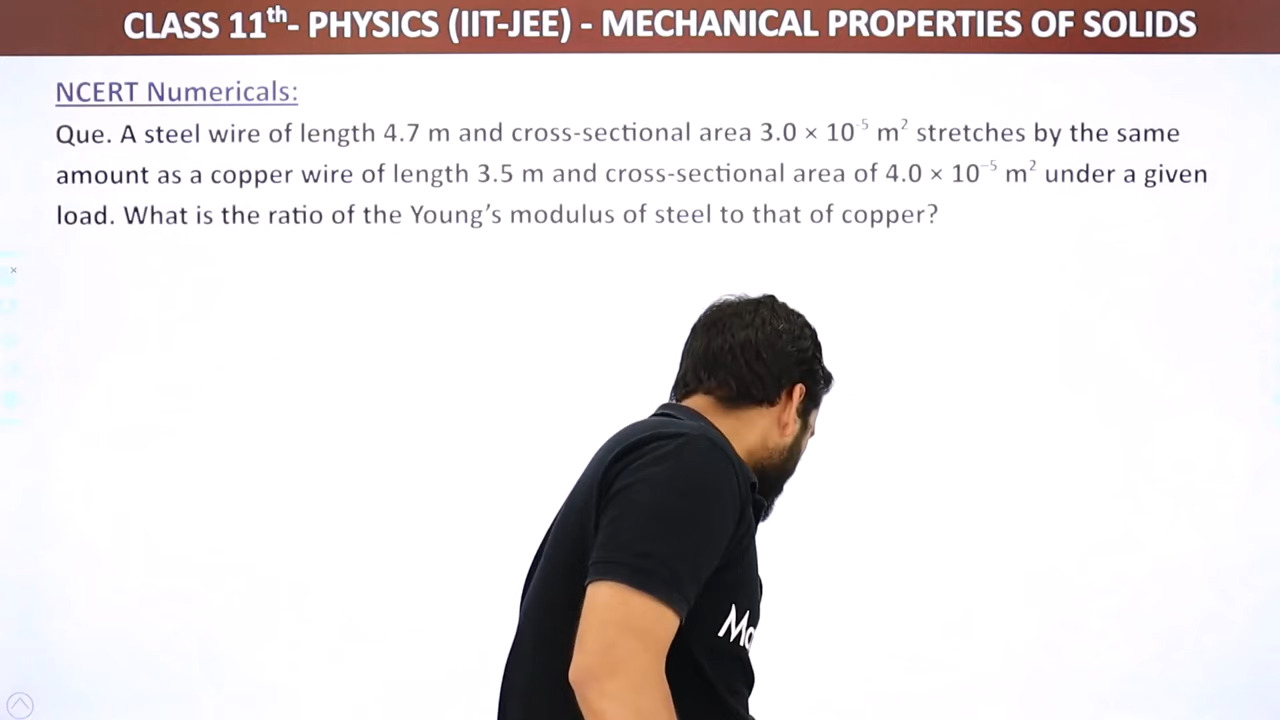 CLASS 11th- PHYSICS (IIT-JEE) - MECHANICAL PROPERTIES OF SOLIDS
NCERT Numericals:
Que. A steel wire of length 4.7 m and cross-sectional area 3.0 × 10⁻⁵ m² stretches by the same
amount as a copper wire of length 3.5 m and cross-sectional area of 4.0 × 10⁻⁵ m² under a given
load. What is the ratio of the Young’s modulus of steel to that of copper?